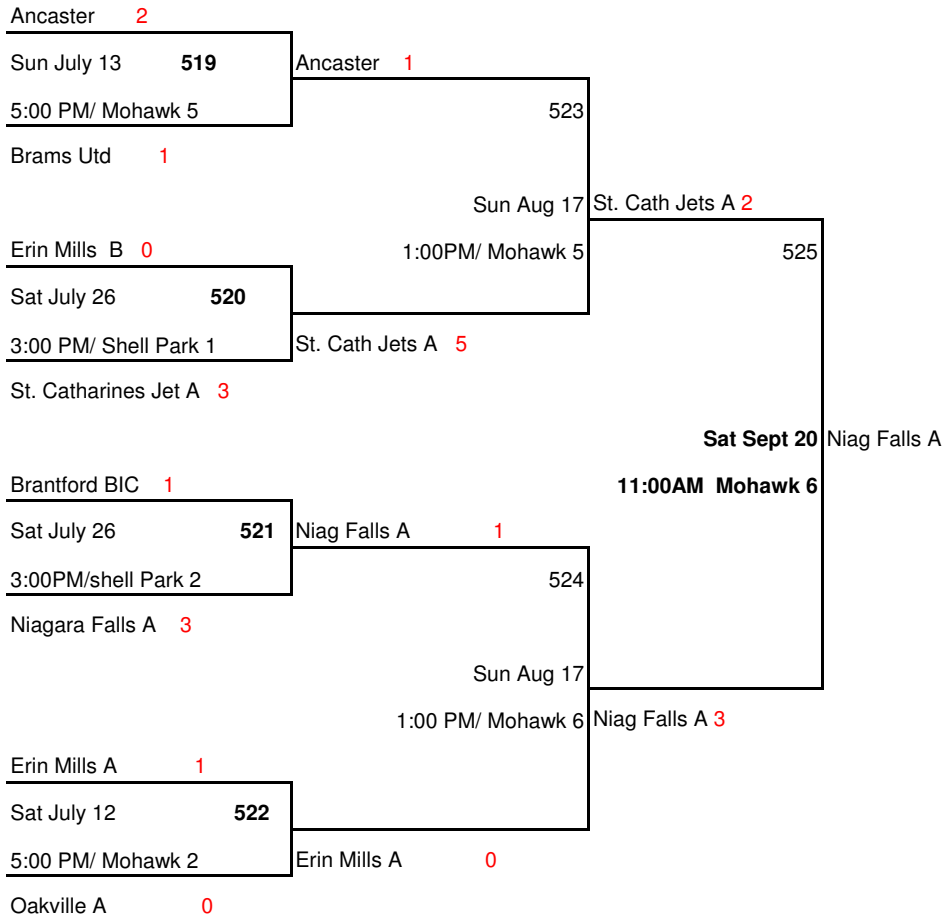 Ancaster 2
Sun July 13 519 Ancaster 1
5:00 PM/ Mohawk 5 523
Brams Utd 1
Sun Aug 17 St. Cath Jets A 2
Erin Mills B 0 1:00PM/ Mohawk 5 525
Sat July 26 520
3:00 PM/ Shell Park 1 St. Cath Jets A 5
St. Catharines Jet A 3
Sat Sept 20 Niag Falls A
Brantford BIC 1 11:00AM Mohawk 6
Sat July 26 521 Niag Falls A 1
3:00PM/shell Park 2 524
Niagara Falls A 3
Sun Aug 17
1:00 PM/ Mohawk 6 Niag Falls A 3
Erin Mills A 1
Sat July 12 522
5:00 PM/ Mohawk 2 Erin Mills A 0
Oakville A 0